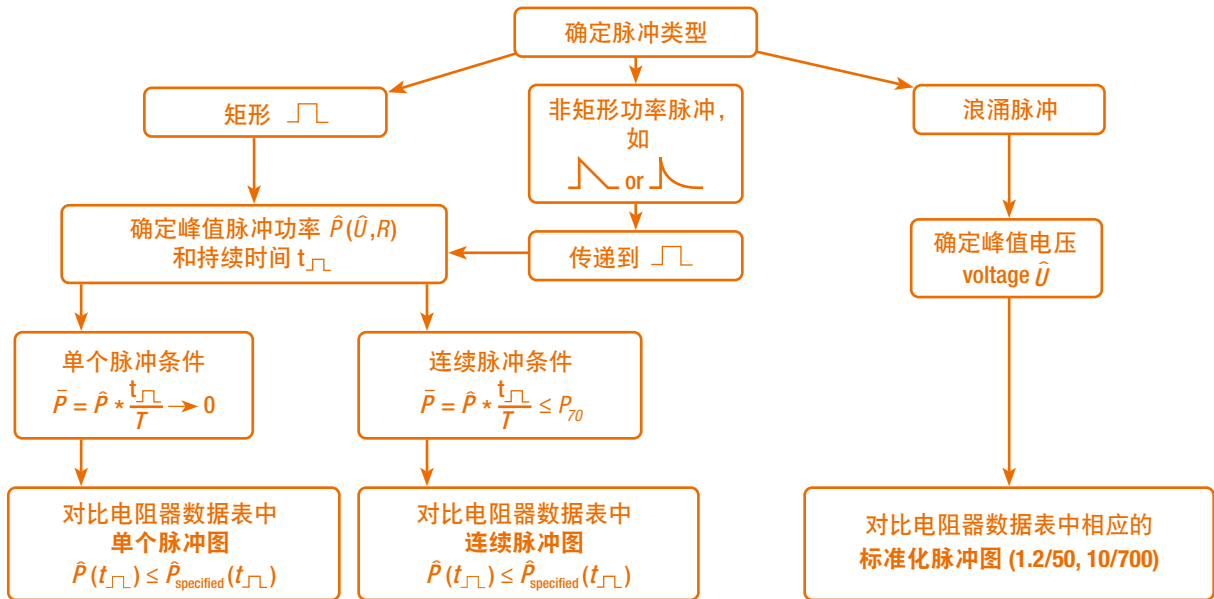 确定脉冲类型
矩形
非矩形功率脉冲，
如
or
浪涌脉冲
确定峰值脉冲功率 P̂(Û,R)
和持续时间 t
传递到
确定峰值电压
voltage Û
单个脉冲条件
P̄ = P̂ * t/T → 0
连续脉冲条件
P̄ = P̂ * t/T ≤ P₇₀
对比电阻器数据表中
单个脉冲图
P̂(t) ≤ P̂specified(t)
对比电阻器数据表中
连续脉冲图
P̂(t) ≤ P̂specified(t)
对比电阻器数据表中相应的
标准化脉冲图 (1.2/50, 10/700)